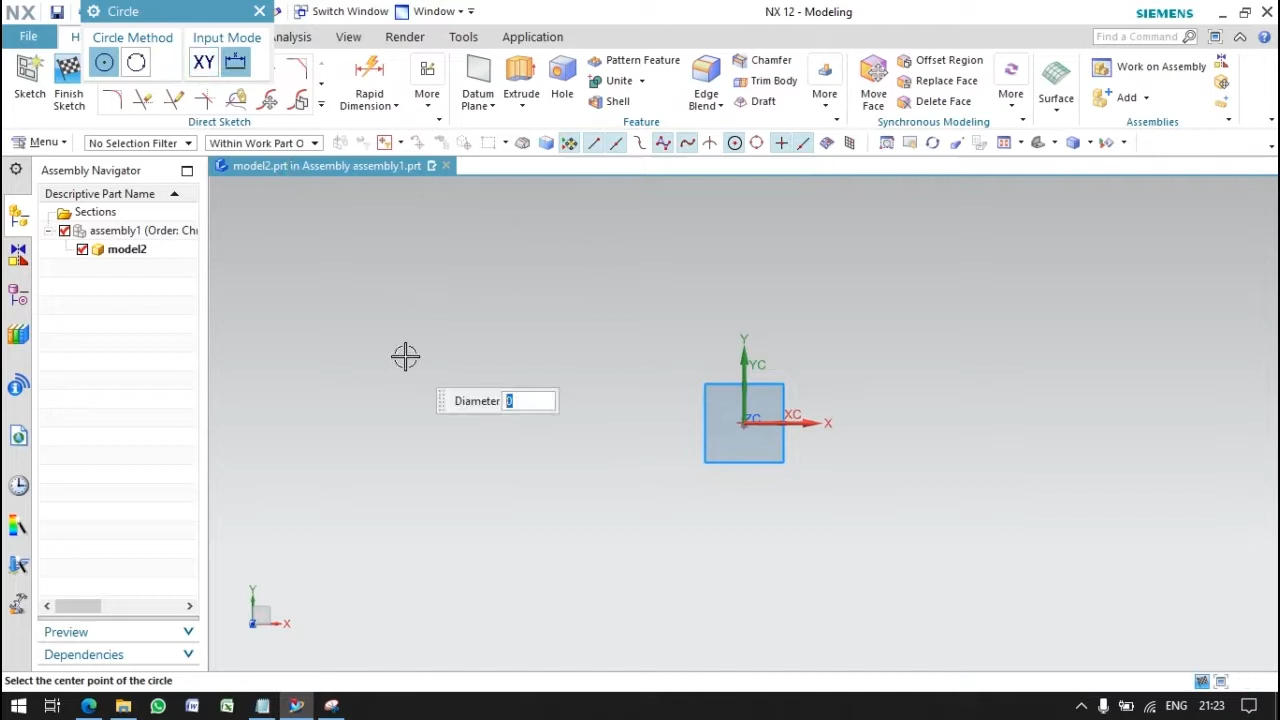 NX
Circle
Switch Window
Window
NX 12 - Modeling
SIEMENS
File
Circle Method
Input Mode
XY
Analysis
View
Render
Tools
Application
Find a Command
Sketch
Finish Sketch
Rapid Dimension
More
Datum Plane
Extrude
Hole
Pattern Feature
Unite
Shell
Edge Blend
Chamfer
Trim Body
Draft
More
Move Face
Offset Region
Replace Face
Delete Face
More
Surface
Work on Assembly
Add
Direct Sketch
Feature
Synchronous Modeling
Assemblies
Menu
No Selection Filter
Within Work Part O
Assembly Navigator
model2.prt in Assembly assembly1.prt
Descriptive Part Name
Sections
assembly1 (Order: Chr
model2
Y
YC
ZC
XC
X
Diameter 0
Y
Z
X
Preview
Dependencies
Select the center point of the circle
ENG
21:23